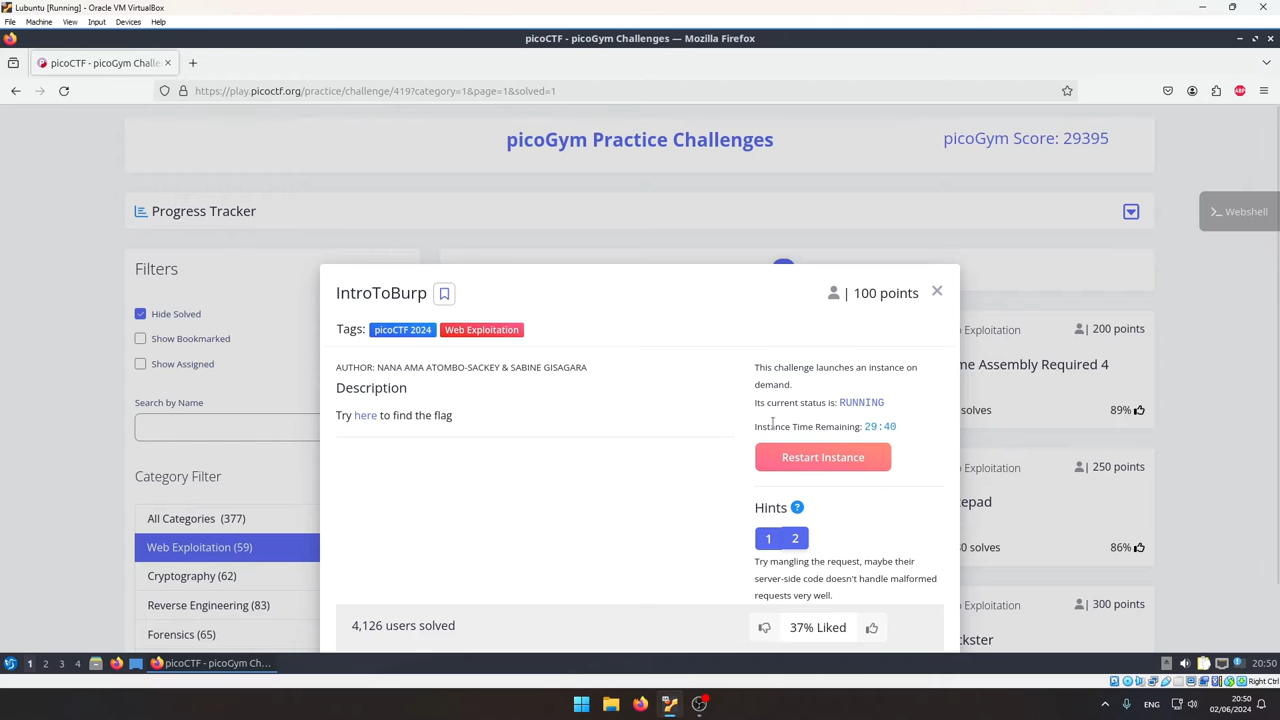 Lubuntu [Running] - Oracle VM VirtualBox
File Machine View Input Devices Help
picoCTF - picoGym Challenges — Mozilla Firefox
picoCTF - picoGym Challe
https://play.picoctf.org/practice/challenge/419?category=1&page=1&solved=1
picoGym Practice Challenges
picoGym Score: 29395
Progress Tracker
Webshell
Filters
Hide Solved
Show Bookmarked
Show Assigned
Search by Name
Category Filter
All Categories (377)
Web Exploitation (59)
Cryptography (62)
Reverse Engineering (83)
Forensics (65)
IntroToBurp
| 100 points
Tags: picoCTF 2024 Web Exploitation
AUTHOR: NANA AMA ATOMBO-SACKEY & SABINE GISAGARA
Description
Try here to find the flag
This challenge launches an instance on
demand.
Its current status is: RUNNING
Instance Time Remaining: 29:40
Restart Instance
Hints ?
1 2
Try mangling the request, maybe their
server-side code doesn't handle malformed
requests very well.
4,126 users solved
37% Liked
Exploitation | 200 points
me Assembly Required 4
solves 89%
Exploitation | 250 points
epad
solves 86%
Exploitation | 300 points
kster
1 2 3 4 picoCTF - picoGym Ch... 20:50
Right Ctrl
ENG 20:50
02/06/2024